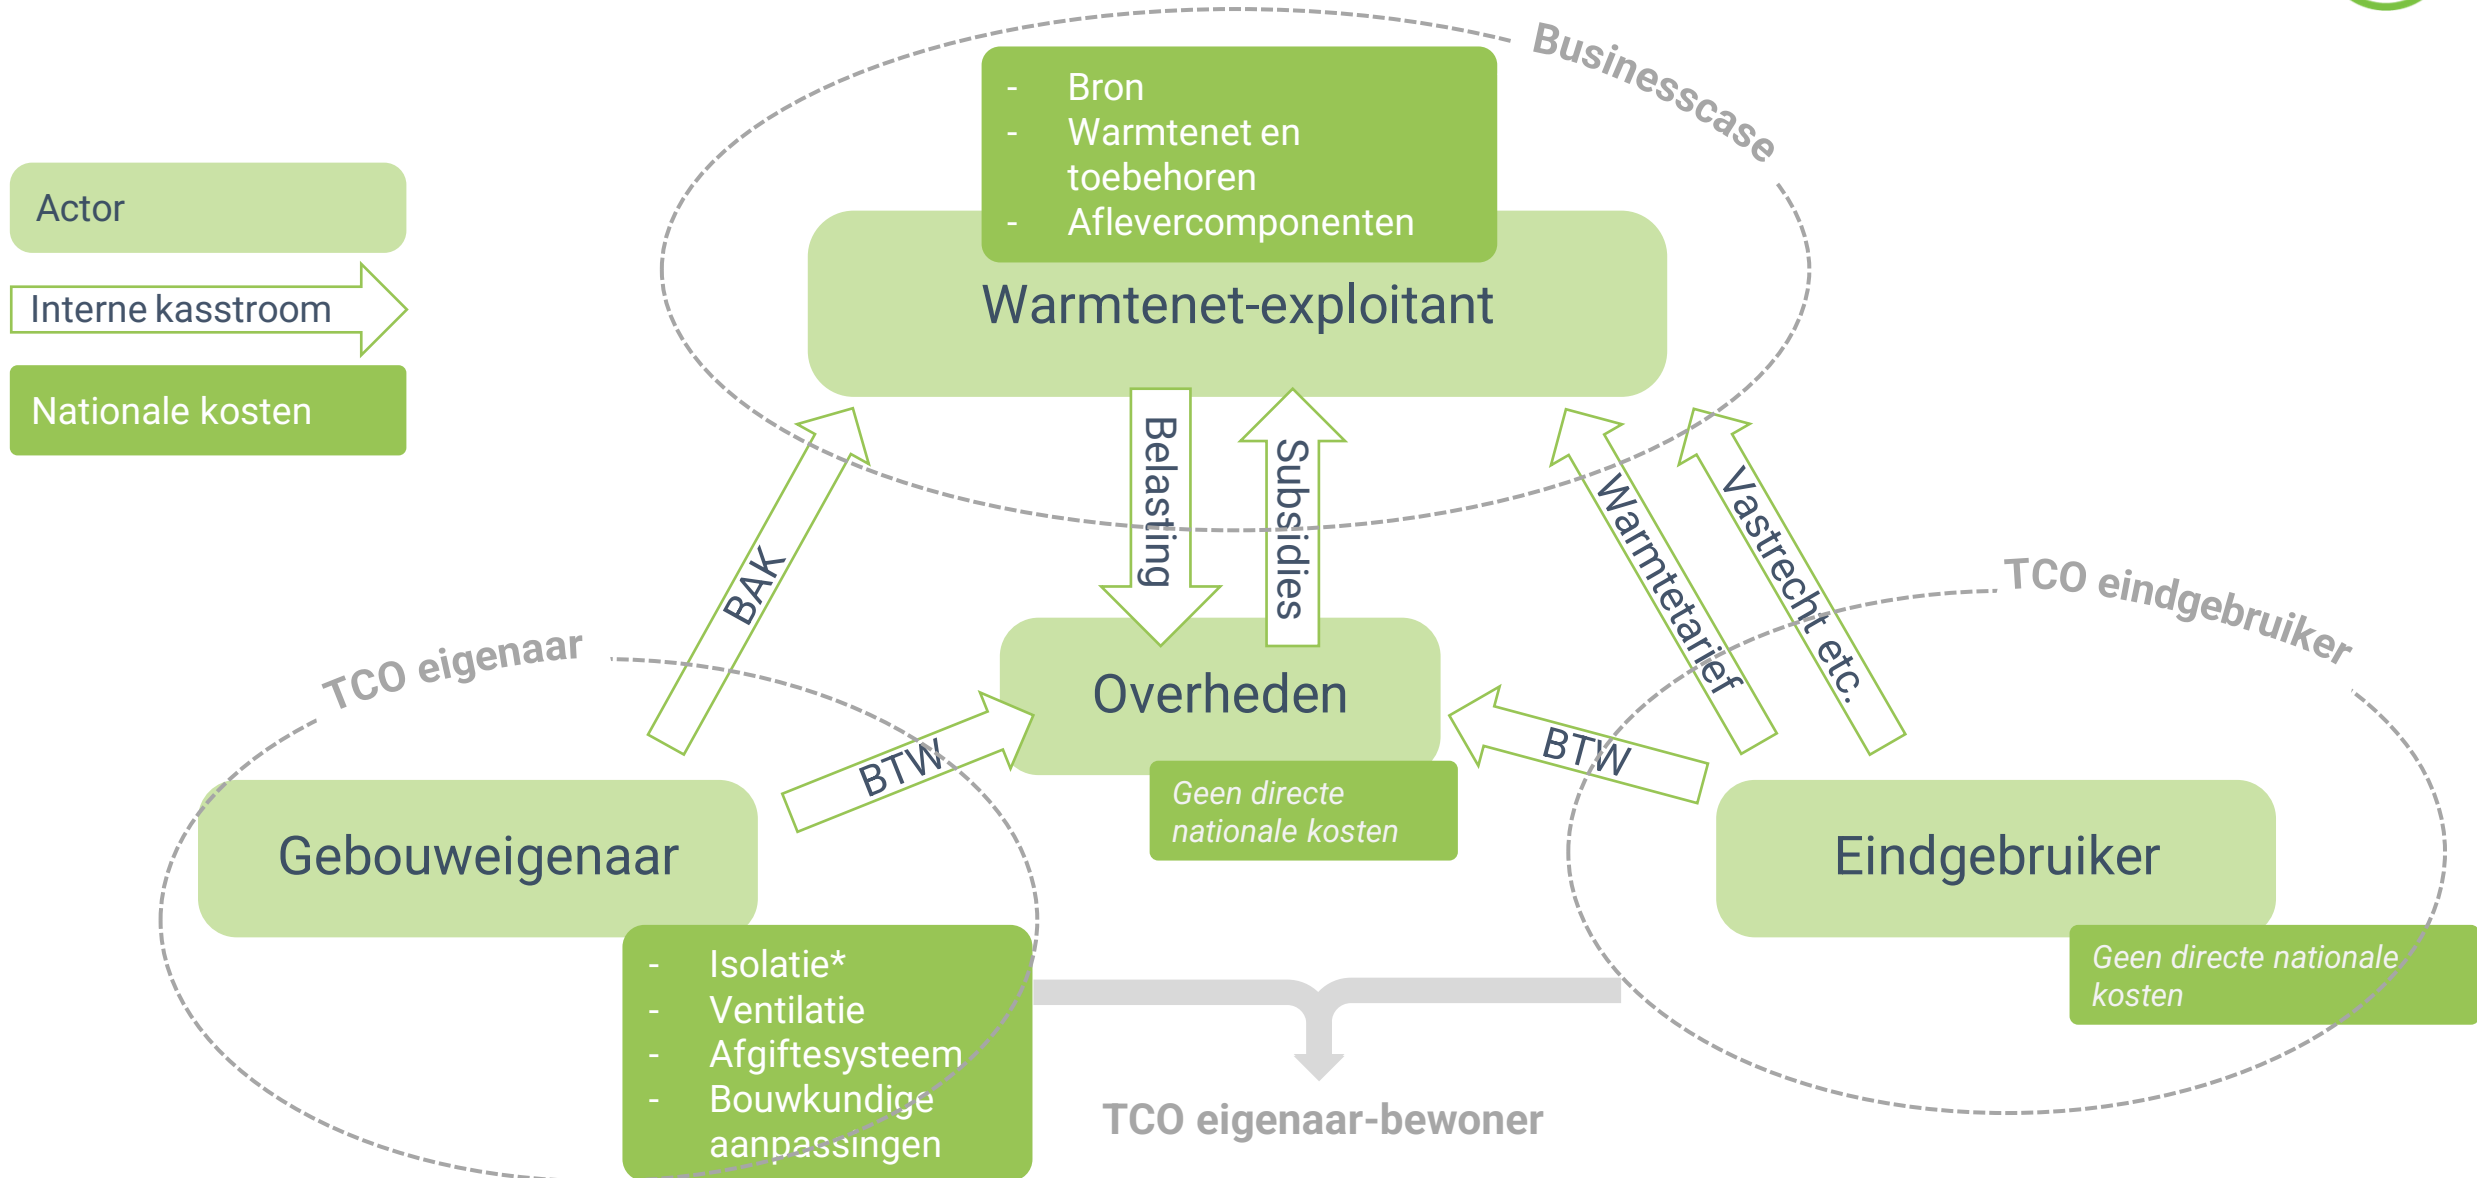 Businesscase
- Bron
- Warmtenet en
toebehoren
- Aflevercomponenten
Warmtenet-exploitant
Actor
Interne kasstroom
Nationale kosten
Belasting
Subsidies
BAK
Warmtetarief
Vastrecht etc.
TCO eigenaar
TCO eindgebruiker
Overheden
BTW
BTW
Geen directe
nationale kosten
Gebouweigenaar
Eindgebruiker
- Isolatie*
- Ventilatie
- Afgiftesysteem
- Bouwkundige
aanpassingen
Geen directe nationale
kosten
TCO eigenaar-bewoner